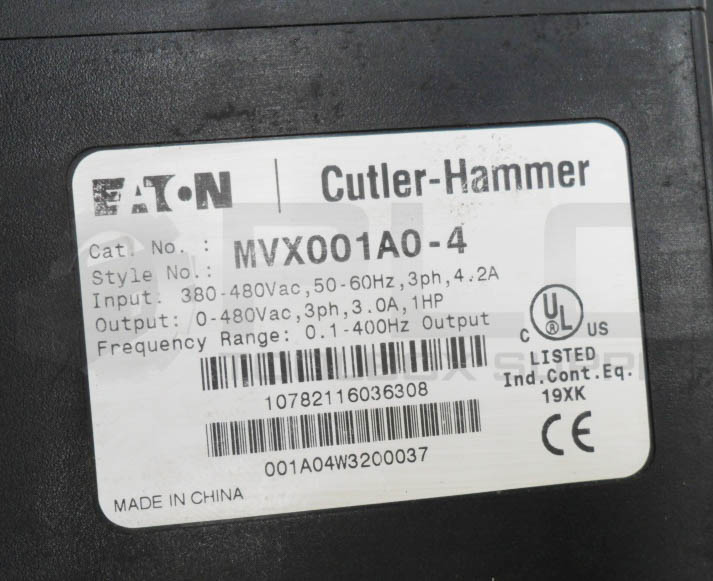 EATON | Cutler-Hammer
Cat. No. : MVX001A0-4
Style No.:
Input: 380-480Vac,50-60Hz,3ph,4.2A
Output: 0-480Vac,3ph,3.0A,1HP
Frequency Range: 0.1-400Hz Output
10782116036308
001A04W3200037
MADE IN CHINA
C UL ® US
LISTED
Ind.Cont.Eq.
19XK
CE
PLC